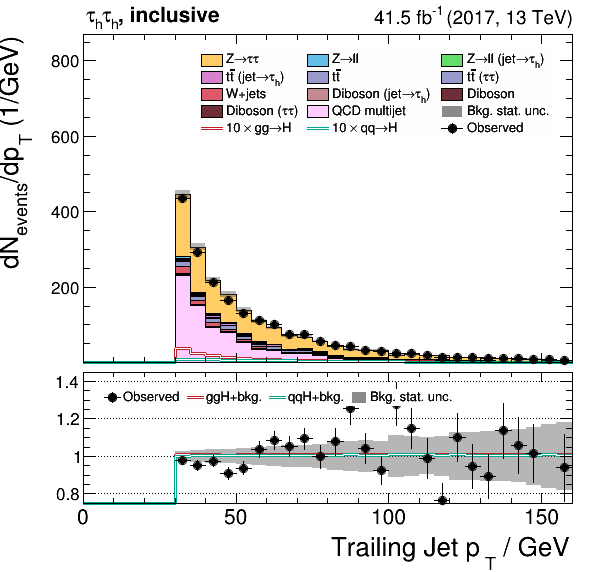 τhτh, inclusive 41.5 fb-1 (2017, 13 TeV)
dNevents/dpT (1/GeV)
800
600
400
200
Z→ττ Z→ll Z→ll (jet→τh)
tt̄ (jet→τh) tt̄ tt̄ (ττ)
W+jets Diboson (jet→τh) Diboson
Diboson (ττ) QCD multijet Bkg. stat. unc.
10×gg→H 10×qq→H Observed
1.4
1.2
1
0.8
Observed ggH+bkg. qqH+bkg. Bkg. stat. unc.
0 50 100 150
Trailing Jet pT / GeV